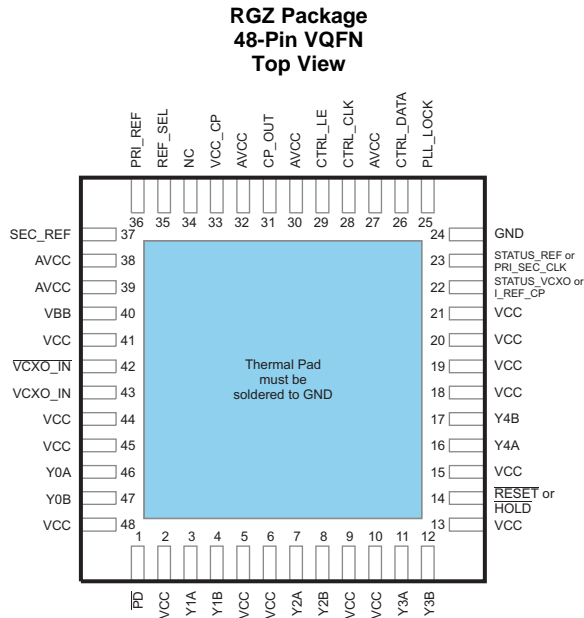 RGZ Package
48-Pin VQFN
Top View
PRI_REF
REF_SEL
NC
VCC_CP
AVCC
CP_OUT
AVCC
CTRL_LE
CTRL_CLK
AVCC
CTRL_DATA
PLL_LOCK
36 35 34 33 32 31 30 29 28 27 26 25
SEC_REF 37
AVCC 38
AVCC 39
VBB 40
VCC 41
VCXO_IN 42
VCXO_IN 43
VCC 44
VCC 45
Y0A 46
Y0B 47
VCC 48
Thermal Pad
must be
soldered to GND
24 GND
23 STATUS_REF or
PRI_SEC_CLK
22 STATUS_VCXO or
I_REF_CP
21 VCC
20 VCC
19 VCC
18 VCC
17 Y4B
16 Y4A
15 VCC
14 RESET or
HOLD
13 VCC
1 2 3 4 5 6 7 8 9 10 11 12
PD
VCC
Y1A
Y1B
VCC
VCC
Y2A
Y2B
VCC
VCC
Y3A
Y3B